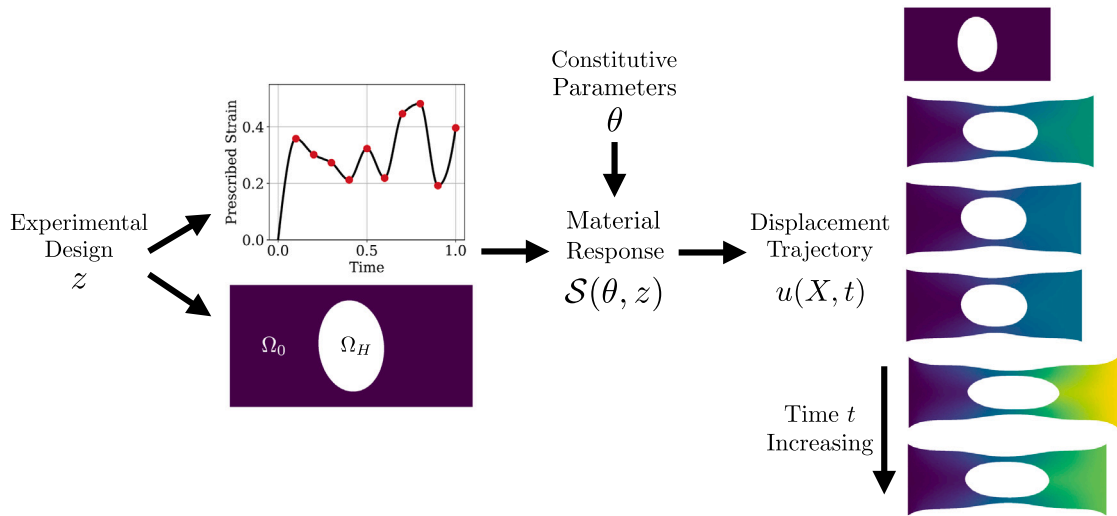 Experimental
Design
z
Prescribed Strain
0.4
0.2
0.0
0.0 0.5 1.0
Time
Ω₀ Ω_H
Constitutive
Parameters
θ
Material
Response
𝒮(θ, z)
Displacement
Trajectory
u(X, t)
Time t
Increasing